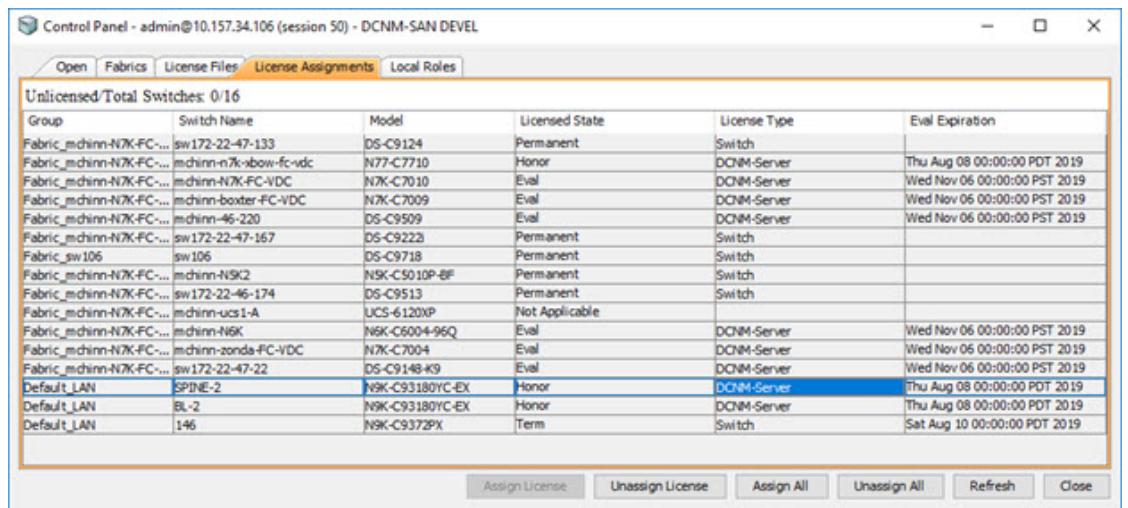 Control Panel - admin@10.157.34.106 (session 50) - DCNM-SAN DEVEL
Open Fabrics License Files License Assignments Local Roles
Unlicensed/Total Switches: 0/16
Group Switch Name Model Licensed State License Type Eval Expiration
Fabric_mchinn-N7K-FC-... sw172-22-47-133 DS-C9124 Permanent Switch
Fabric_mchinn-N7K-FC-... mchinn-n7k-xbow-fc-vdc N77-C7710 Honor DCNM-Server Thu Aug 08 00:00:00 PDT 2019
Fabric_mchinn-N7K-FC-... mchinn-N7K-FC-VDC N7K-C7010 Eval DCNM-Server Wed Nov 06 00:00:00 PST 2019
Fabric_mchinn-N7K-FC-... mchinn-boxter-FC-VDC N7K-C7009 Eval DCNM-Server Wed Nov 06 00:00:00 PST 2019
Fabric_mchinn-N7K-FC-... mchinn-46-220 DS-C9509 Eval DCNM-Server Wed Nov 06 00:00:00 PST 2019
Fabric_mchinn-N7K-FC-... sw172-22-47-167 DS-C9222i Permanent Switch
Fabric_sw106 sw106 DS-C9718 Permanent Switch
Fabric_mchinn-N7K-FC-... mchinn-N5K2 N5K-C5010P-BF Permanent Switch
Fabric_mchinn-N7K-FC-... sw172-22-46-174 DS-C9513 Permanent Switch
Fabric_mchinn-N7K-FC-... mchinn-ucs1-A UCS-6120XP Not Applicable
Fabric_mchinn-N7K-FC-... mchinn-N6K N6K-C6004-96Q Eval DCNM-Server Wed Nov 06 00:00:00 PST 2019
Fabric_mchinn-N7K-FC-... mchinn-zonda-FC-VDC N7K-C7004 Eval DCNM-Server Wed Nov 06 00:00:00 PST 2019
Fabric_mchinn-N7K-FC-... sw172-22-47-22 DS-C9148-K9 Eval DCNM-Server Wed Nov 06 00:00:00 PST 2019
Default_LAN SPINE-2 N9K-C93180YC-EX Honor DCNM-Server Thu Aug 08 00:00:00 PDT 2019
Default_LAN BL-2 N9K-C93180YC-EX Honor DCNM-Server Thu Aug 08 00:00:00 PDT 2019
Default_LAN 146 N9K-C9372PX Term Switch Sat Aug 10 00:00:00 PDT 2019
Assign License Unassign License Assign All Unassign All Refresh Close